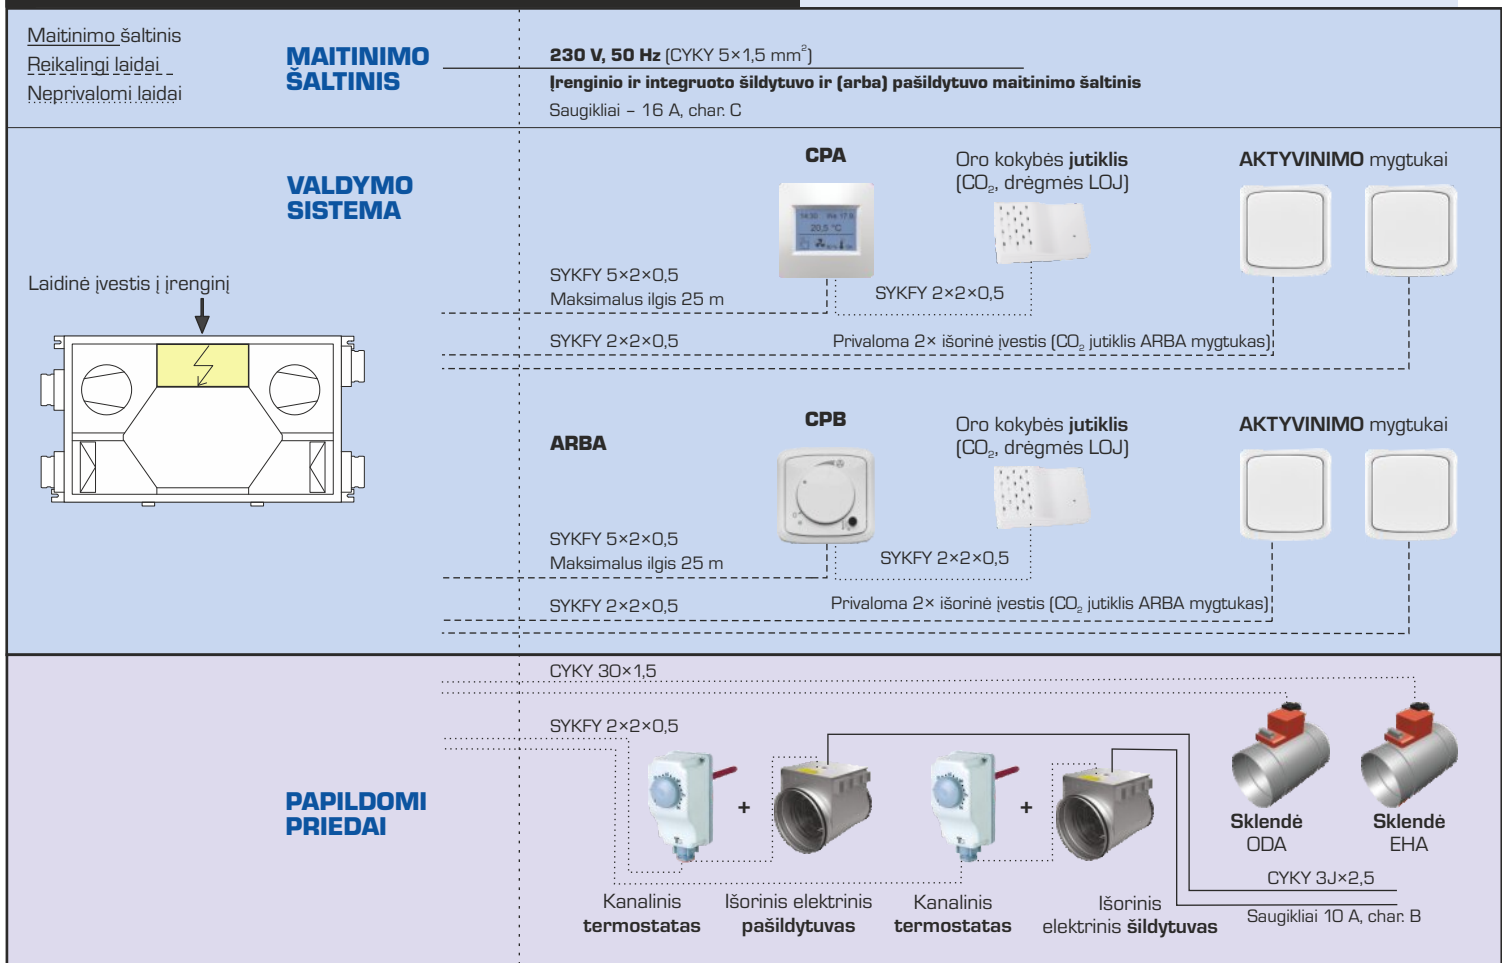 Maitinimo šaltinis
Reikalingi laidai
Neprivalomi laidai
MAITINIMO
ŠALTINIS
230 V, 50 Hz (CYKY 5×1,5 mm²)
Įrenginio ir integruoto šildytuvo ir (arba) pašildytuvo maitinimo šaltinis
Saugikliai – 16 A, char. C
VALDYMO
SISTEMA
Laidinė įvestis į įrenginį
CPA
Oro kokybės jutiklis
(CO₂, drėgmės LOJ)
AKTYVINIMO mygtukai
20,5 °C
SYKFY 5×2×0,5
Maksimalus ilgis 25 m
SYKFY 2×2×0,5
SYKFY 2×2×0,5
Privaloma 2× išorinė įvestis (CO₂ jutiklis ARBA mygtukas)
ARBA
CPB
Oro kokybės jutiklis
(CO₂, drėgmės LOJ)
AKTYVINIMO mygtukai
SYKFY 5×2×0,5
Maksimalus ilgis 25 m
SYKFY 2×2×0,5
SYKFY 2×2×0,5
Privaloma 2× išorinė įvestis (CO₂ jutiklis ARBA mygtukas)
PAPILDOMI
PRIEDAI
CYKY 3O×1,5
SYKFY 2×2×0,5
+
+
Sklendė
ODA
Sklendė
EHA
CYKY 3J×2,5
Saugikliai 10 A, char. B
Kanalinis
termostatas
Išorinis elektrinis
pašildytuvas
Kanalinis
termostatas
Išorinis
elektrinis šildytuvas